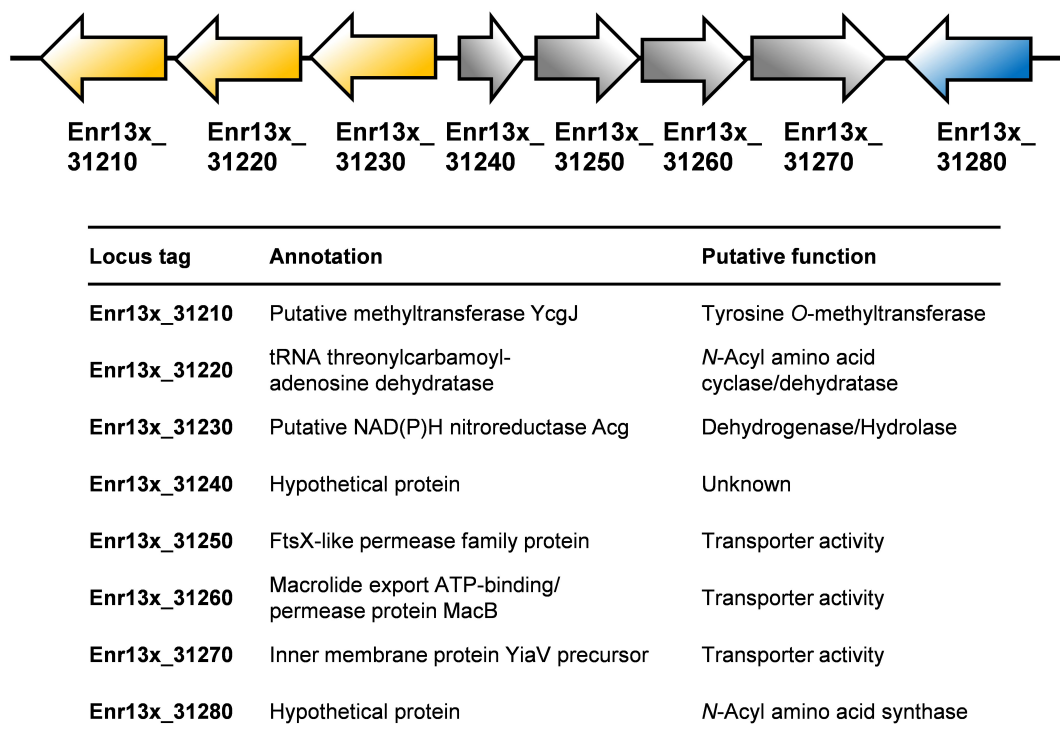 Enr13x_ Enr13x_ Enr13x_ Enr13x_ Enr13x_ Enr13x_ Enr13x_ Enr13x_
31210 31220 31230 31240 31250 31260 31270 31280
Locus tag Annotation Putative function
Enr13x_31210 Putative methyltransferase YcgJ Tyrosine O-methyltransferase
Enr13x_31220 tRNA threonylcarbamoyl- N-Acyl amino acid
adenosine dehydratase cyclase/dehydratase
Enr13x_31230 Putative NAD(P)H nitroreductase Acg Dehydrogenase/Hydrolase
Enr13x_31240 Hypothetical protein Unknown
Enr13x_31250 FtsX-like permease family protein Transporter activity
Enr13x_31260 Macrolide export ATP-binding/ Transporter activity
permease protein MacB
Enr13x_31270 Inner membrane protein YiaV precursor Transporter activity
Enr13x_31280 Hypothetical protein N-Acyl amino acid synthase